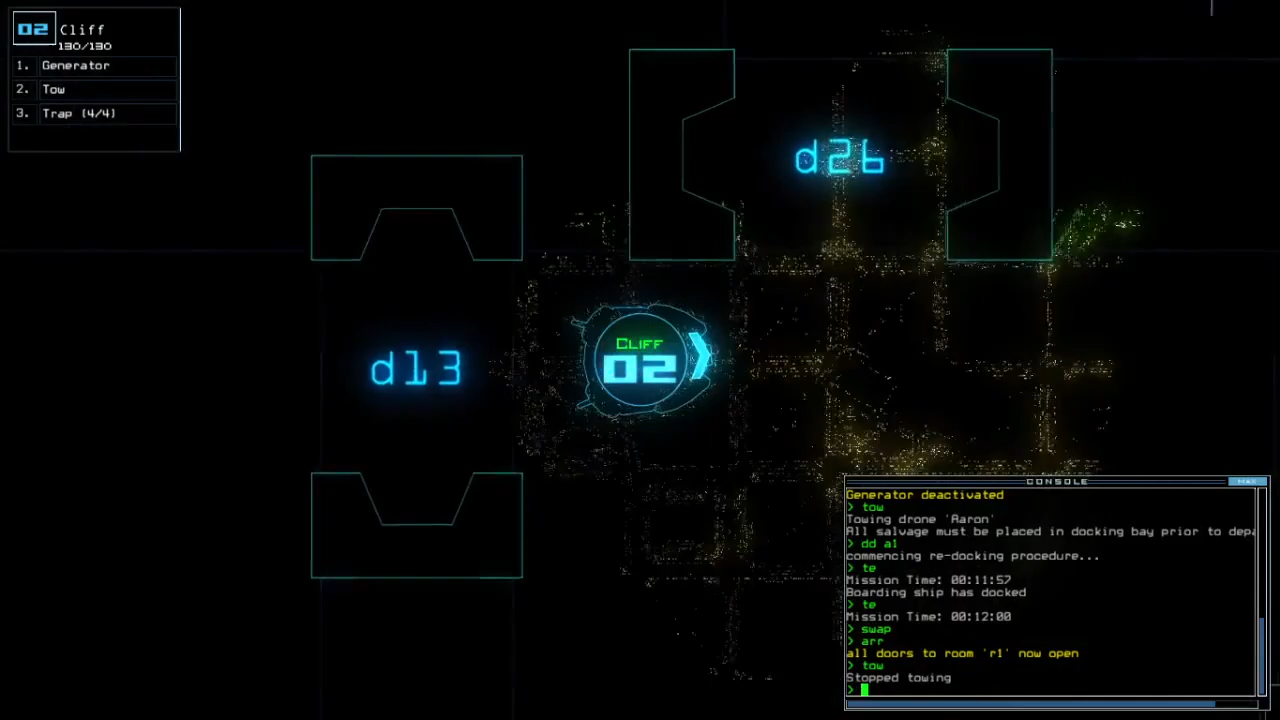 02 Cliff
130/130
1. Generator
2. Tow
3. Trap (4/4)
d26
d13
Cliff
02
CONSOLE
MAX
Generator deactivated
> tow
Towing drone 'Aaron'
All salvage must be placed in docking bay prior to depa
> dd a1
commencing re-docking procedure...
> te
Mission Time: 00:11:57
Boarding ship has docked
> te
Mission Time: 00:12:00
> swap
> arr
all doors to room 'r1' now open
> tow
Stopped towing
>